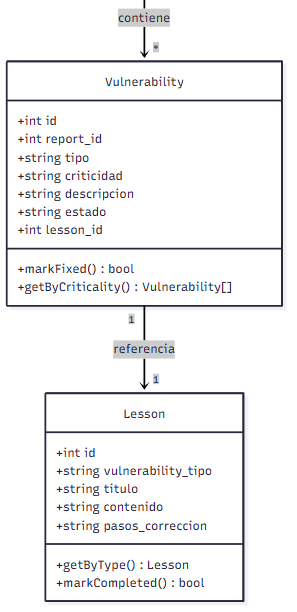 contiene
*
Vulnerability
+int id
+int report_id
+string tipo
+string criticidad
+string descripcion
+string estado
+int lesson_id
+markFixed() : bool
+getByCriticality() : Vulnerability[]
1
referencia
1
Lesson
+int id
+string vulnerability_tipo
+string titulo
+string contenido
+string pasos_correccion
+getByType() : Lesson
+markCompleted() : bool